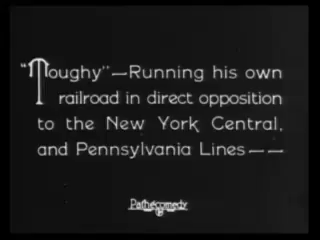 "Toughy"—Running his own
railroad in direct opposition
to the New York Central,
and Pennsylvania Lines——
Pathécomedy